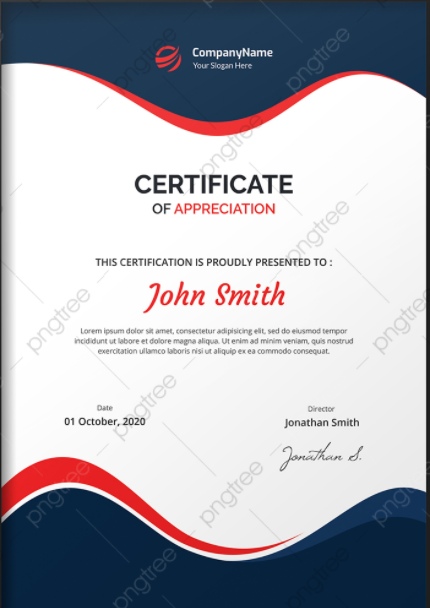 CompanyName
Your Slogan Here
CERTIFICATE
OF APPRECIATION
THIS CERTIFICATION IS PROUDLY PRESENTED TO :
John Smith
Lorem ipsum dolor sit amet, consectetur adipisicing elit, sed do eiusmod tempor
incididunt ut labore et dolore magna aliqua. Ut enim ad minim veniam, quis nostrud
exercitation ullamco laboris nisi ut aliquip ex ea commodo consequat.
Date
01 October, 2020
Director
Jonathan Smith
Jonathan S.
pngtree